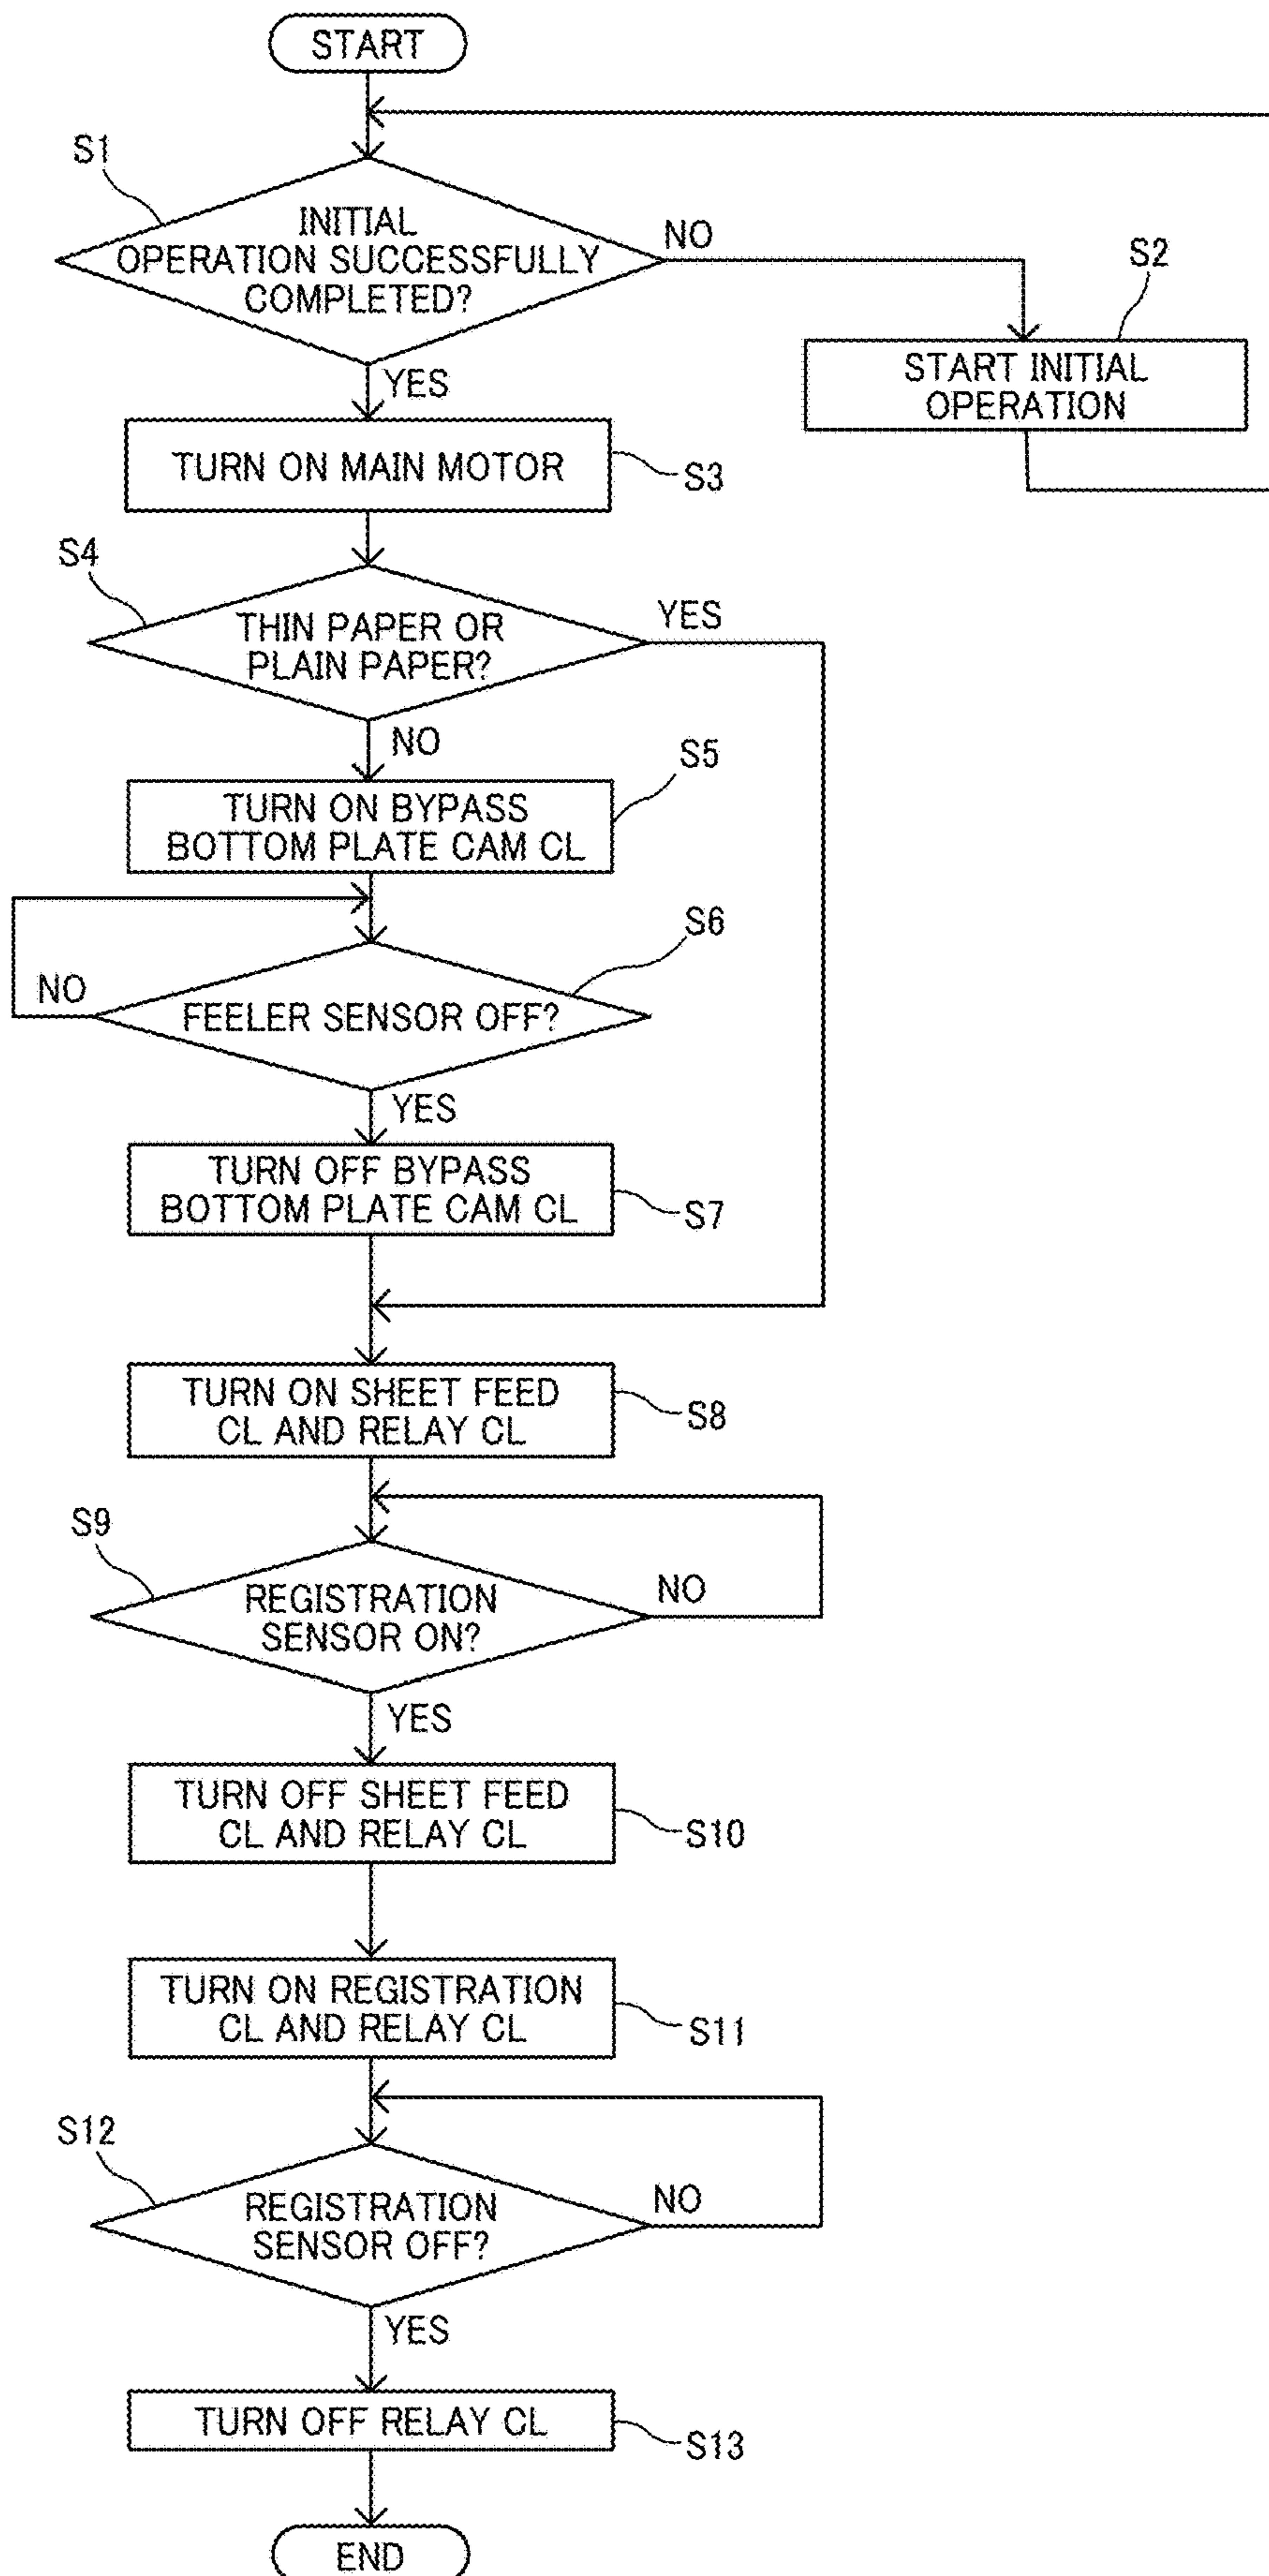 START
S1
INITIAL
OPERATION SUCCESSFULLY
COMPLETED?
NO
S2
START INITIAL
OPERATION
YES
TURN ON MAIN MOTOR
S3
S4
THIN PAPER OR
PLAIN PAPER?
YES
NO
S5
TURN ON BYPASS
BOTTOM PLATE CAM CL
S6
NO
FEELER SENSOR OFF?
YES
TURN OFF BYPASS
BOTTOM PLATE CAM CL
S7
TURN ON SHEET FEED
CL AND RELAY CL
S8
S9
REGISTRATION
SENSOR ON?
NO
YES
TURN OFF SHEET FEED
CL AND RELAY CL
S10
TURN ON REGISTRATION
CL AND RELAY CL
S11
S12
REGISTRATION
SENSOR OFF?
NO
YES
TURN OFF RELAY CL
S13
END